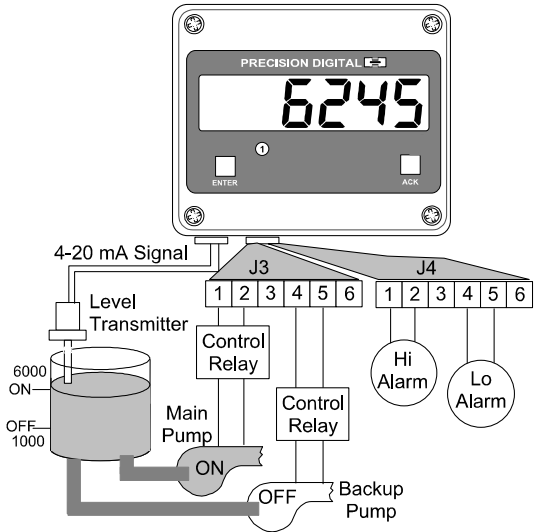 PRECISION DIGITAL
6245
1
ENTER
ACK
4-20 mA Signal
J3
J4
1 2 3 4 5 6
1 2 3 4 5 6
Level
Transmitter
Control
Relay
Hi
Alarm
Lo
Alarm
6000
ON
OFF
1000
Control
Relay
Main
Pump
ON
OFF
Backup
Pump